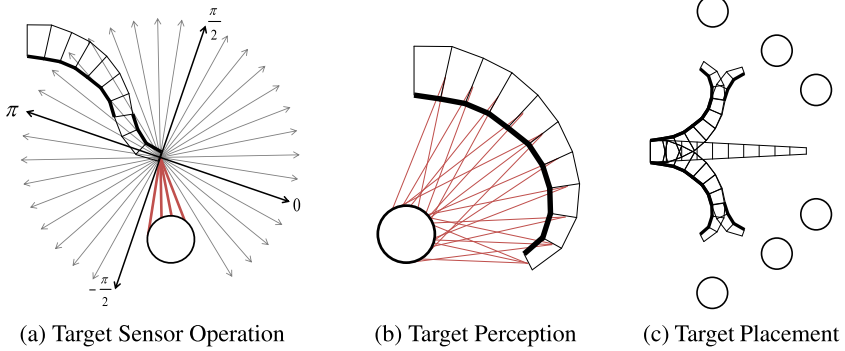 π/2
π
0
-π/2
(a) Target Sensor Operation
(b) Target Perception
(c) Target Placement